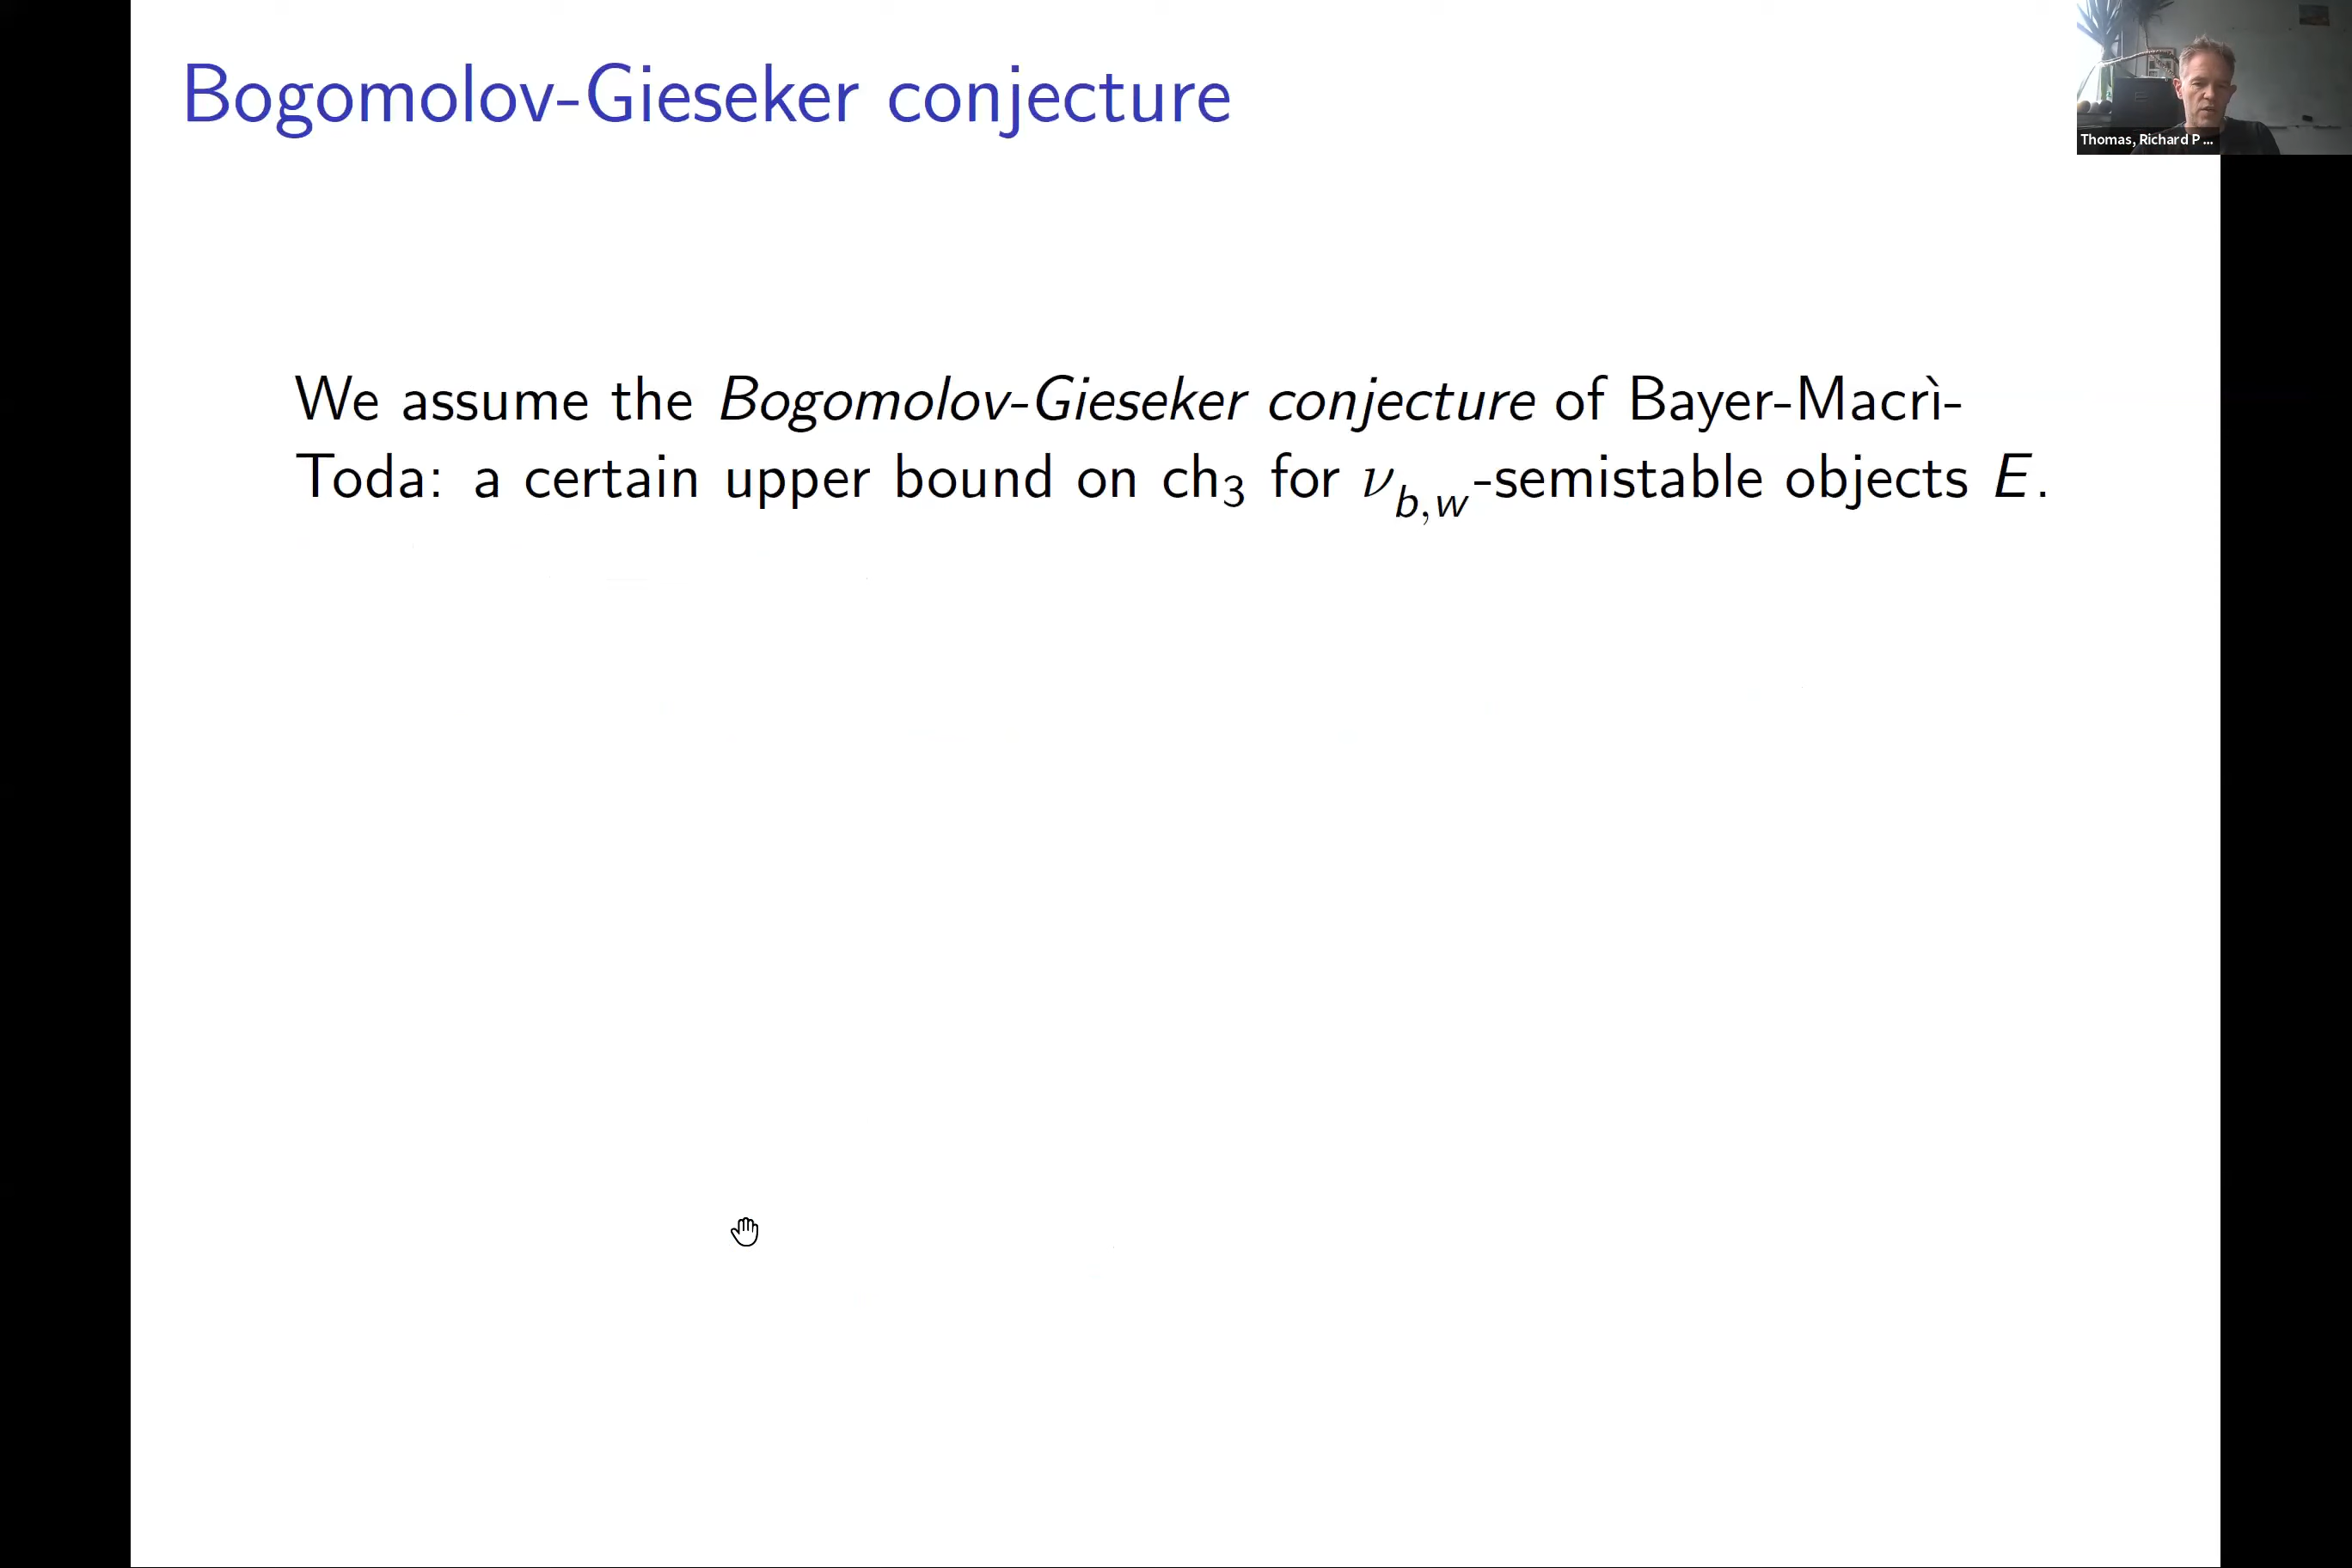 Bogomolov-Gieseker conjecture
Thomas, Richard P ...
We assume the Bogomolov-Gieseker conjecture of Bayer-Macrì-
Toda: a certain upper bound on ch₃ for ν_{b,w}-semistable objects E.